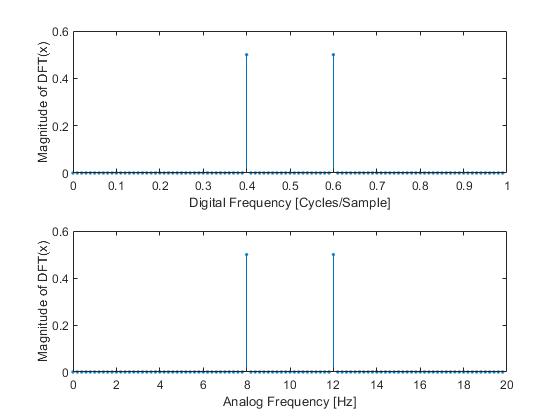 Magnitude of DFT(x)
0.6
0.4
0.2
0
0 0.1 0.2 0.3 0.4 0.5 0.6 0.7 0.8 0.9 1
Digital Frequency [Cycles/Sample]
Magnitude of DFT(x)
0.6
0.4
0.2
0
0 2 4 6 8 10 12 14 16 18 20
Analog Frequency [Hz]